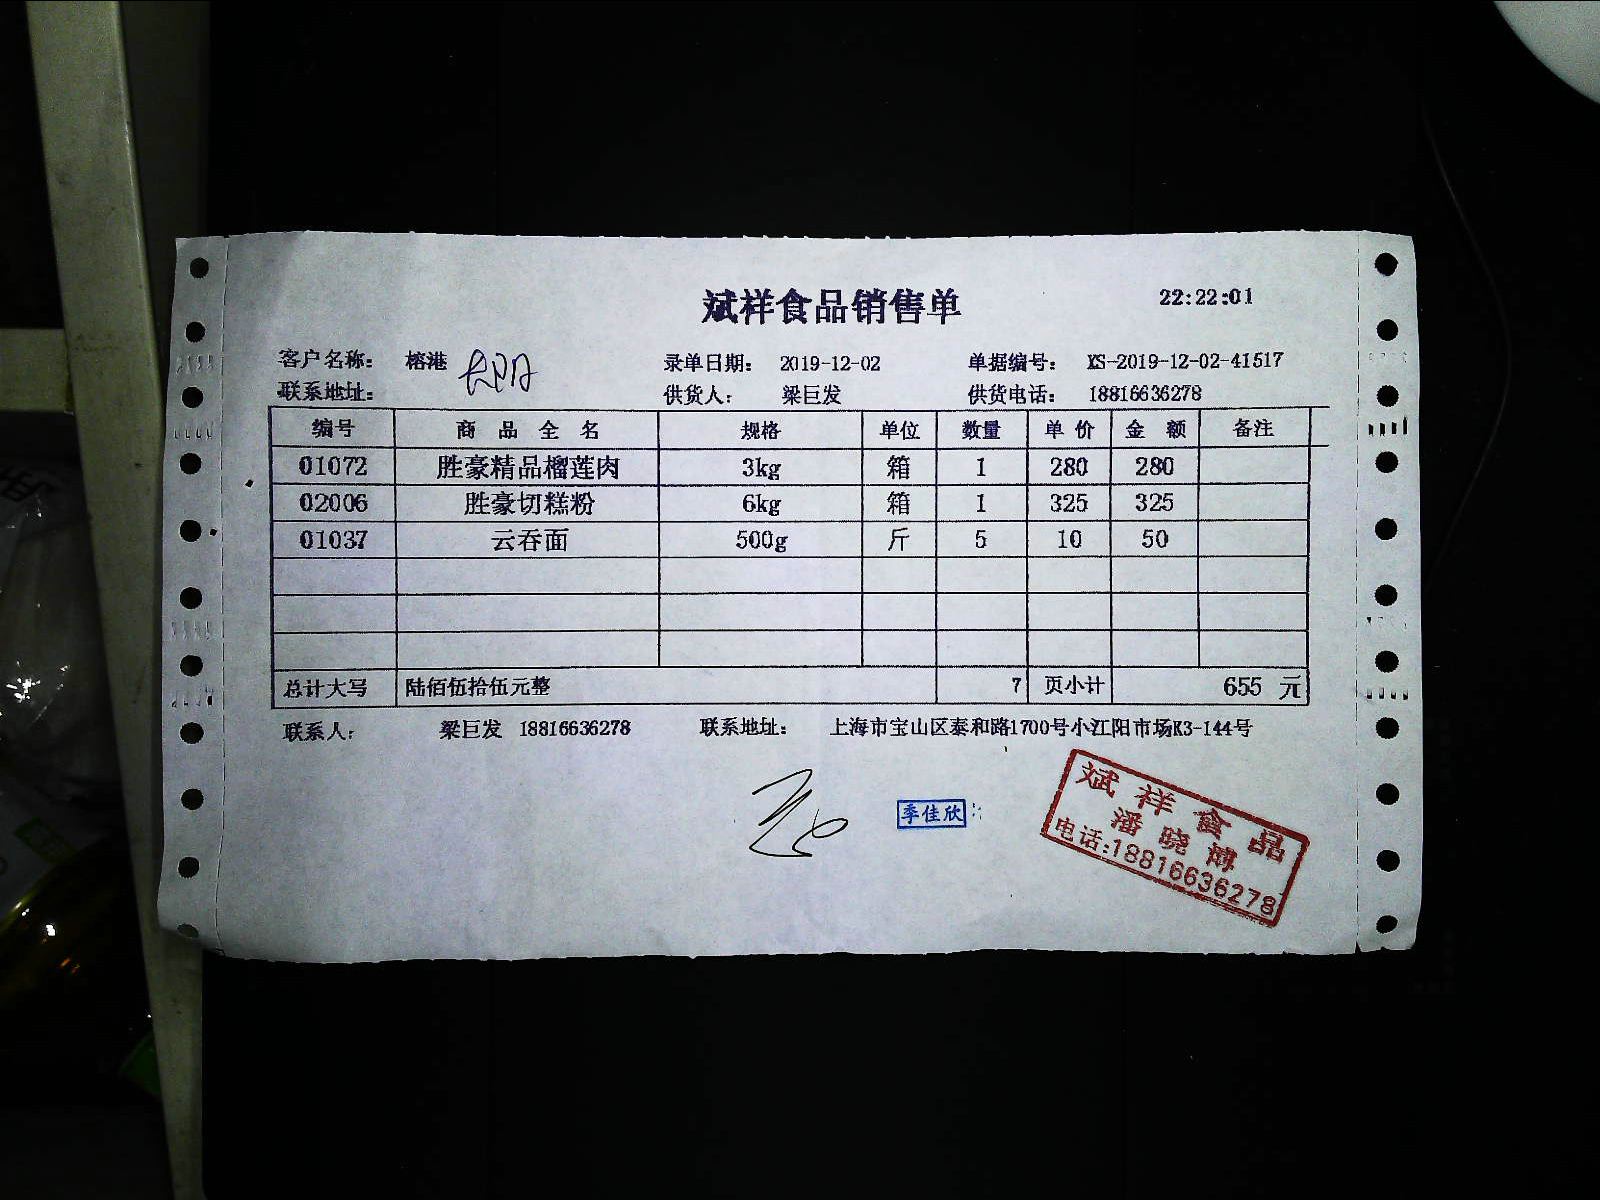 斌祥食品销售单 22:22:01
客户名称: 榕港 录单日期: 2019-12-02 单据编号: XS-2019-12-02-41517
联系地址: 供货人: 梁巨发 供货电话: 18816636278
编号 商 品 全 名 规格 单位 数量 单 价 金 额 备注
01072 胜豪精品榴莲肉 3kg 箱 1 280 280
02006 胜豪切糕粉 6kg 箱 1 325 325
01037 云吞面 500g 斤 5 10 50
总计大写 陆佰伍拾伍元整 7 页小计 655 元
联系人: 梁巨发 18816636278 联系地址: 上海市宝山区泰和路1700号小江阳市场K3-144号
季佳欣
斌祥食品
潘晓博
电话:18816636278